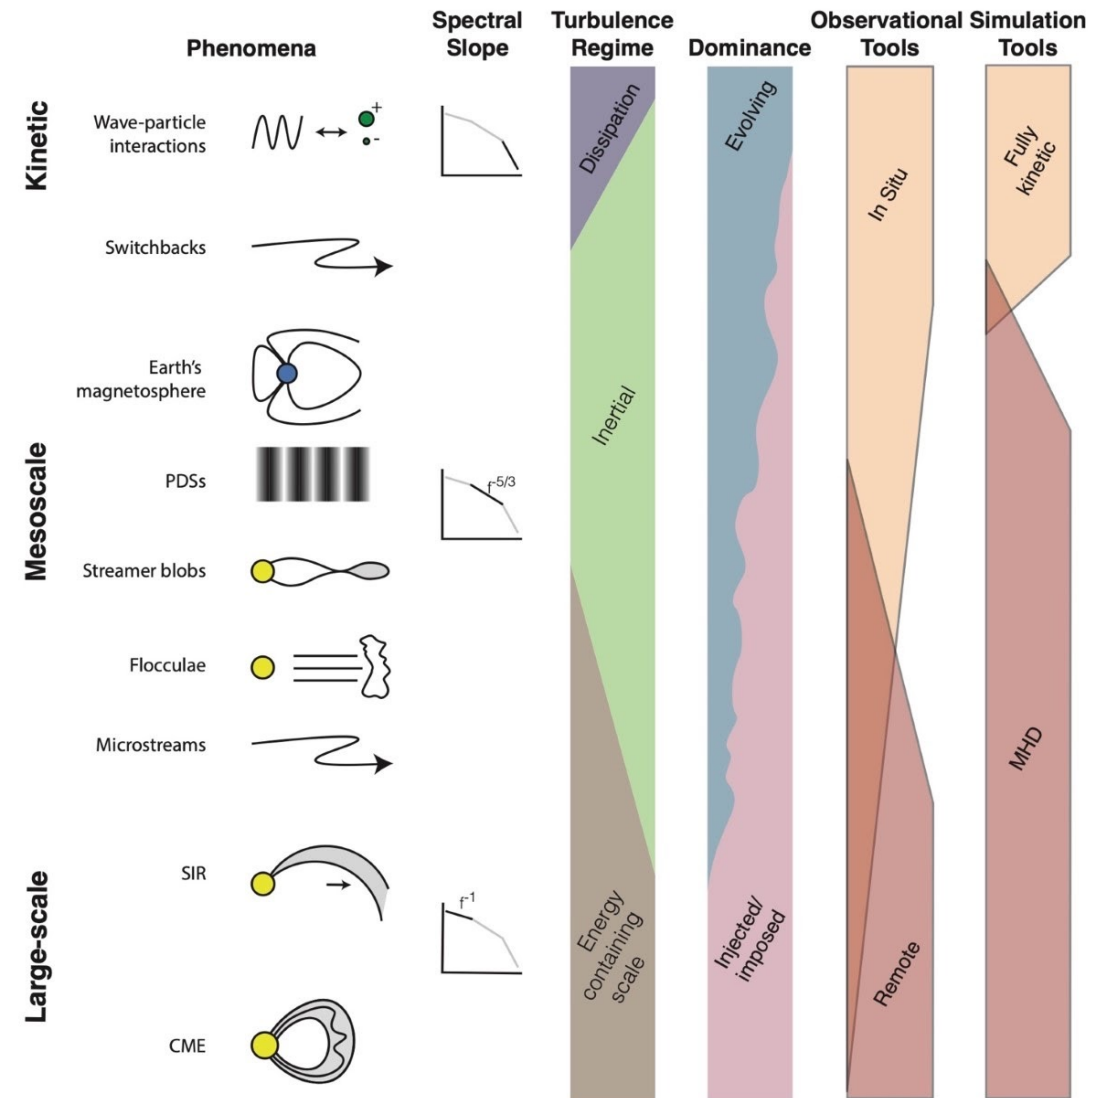 Phenomena
Spectral
Slope
Turbulence
Regime
Dominance
Observational
Tools
Simulation
Tools
Kinetic
Wave-particle
interactions
+
-
Switchbacks
Mesoscale
Earth's
magnetosphere
PDSs
Streamer blobs
Flocculae
Microstreams
Large-scale
SIR
CME
f-5/3
f-1
Dissipation
Inertial
Energy
containing
scale
Evolving
Injected/
imposed
In Situ
Remote
Fully
kinetic
MHD